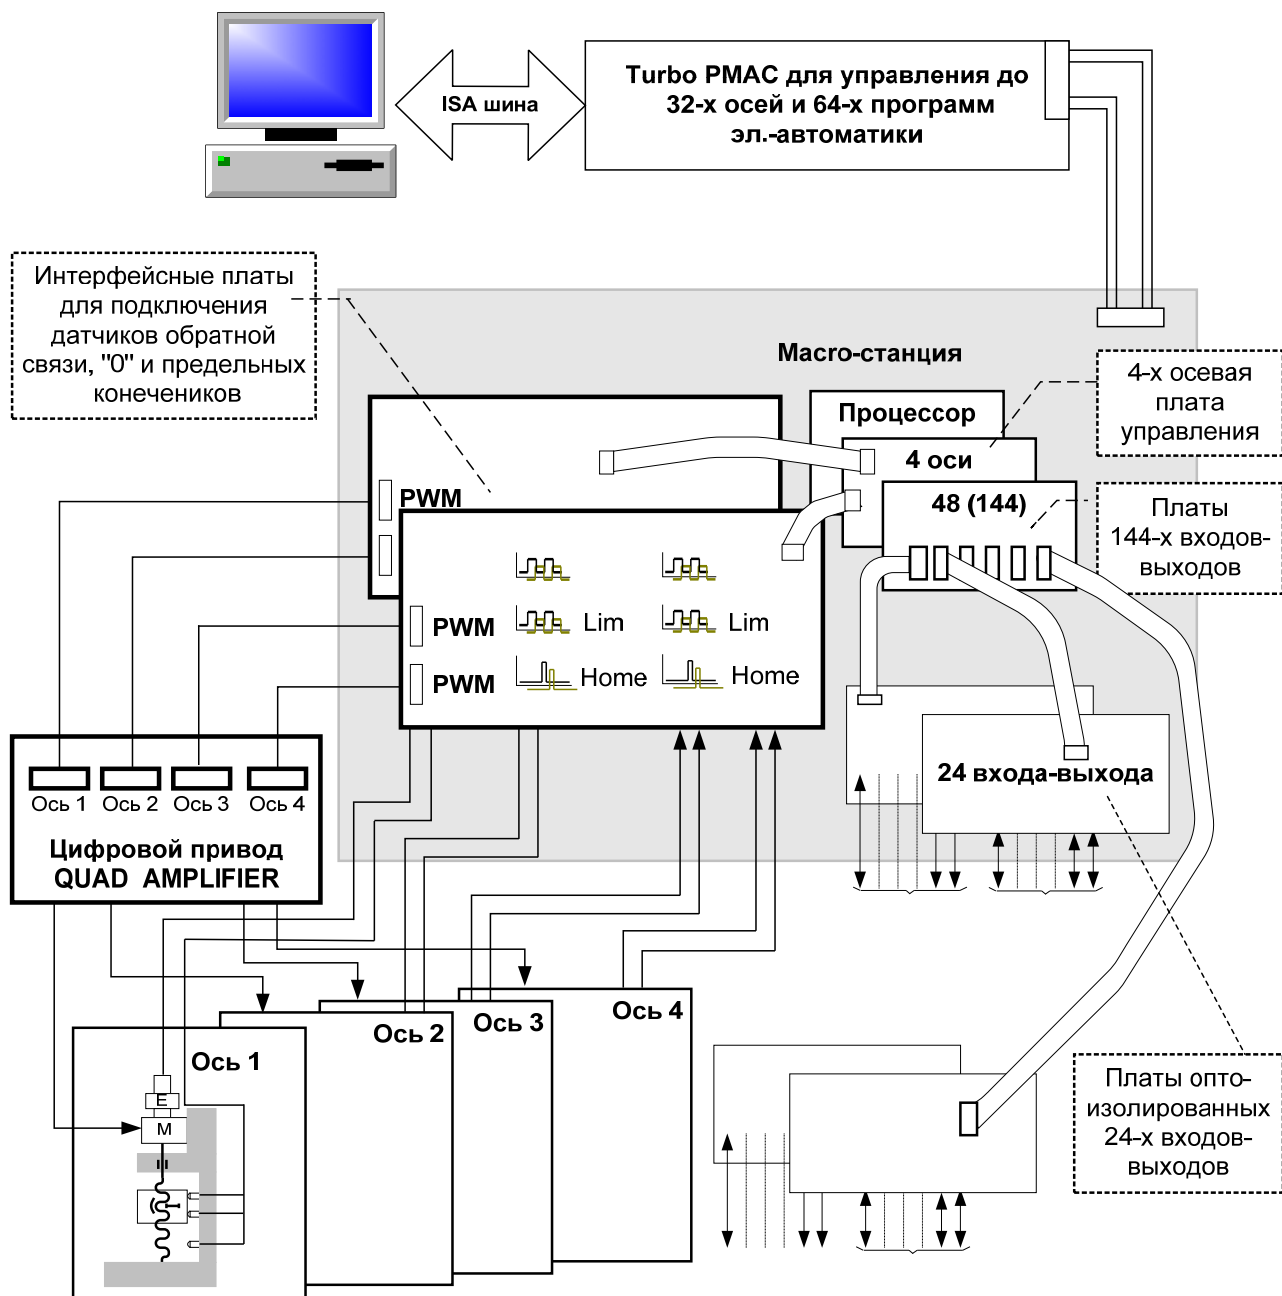 ISA шина
Turbo PMAC для управления до
32-х осей и 64-х программ
эл.-автоматики
Интерфейсные платы
для подключения
датчиков обратной
связи, "0" и предельных
конечеников
Macro-станция
4-х осевая
плата
управления
Процессор
4 оси
48 (144)
Платы
144-х входов-
выходов
PWM
PWM
Lim
Lim
PWM
Home
Home
24 входа-выхода
Ось 1
Ось 2
Ось 3
Ось 4
Цифровой привод
QUAD AMPLIFIER
Ось 1
Ось 2
Ось 3
Ось 4
E
M
Платы опто-
изолированных
24-х входов-
выходов